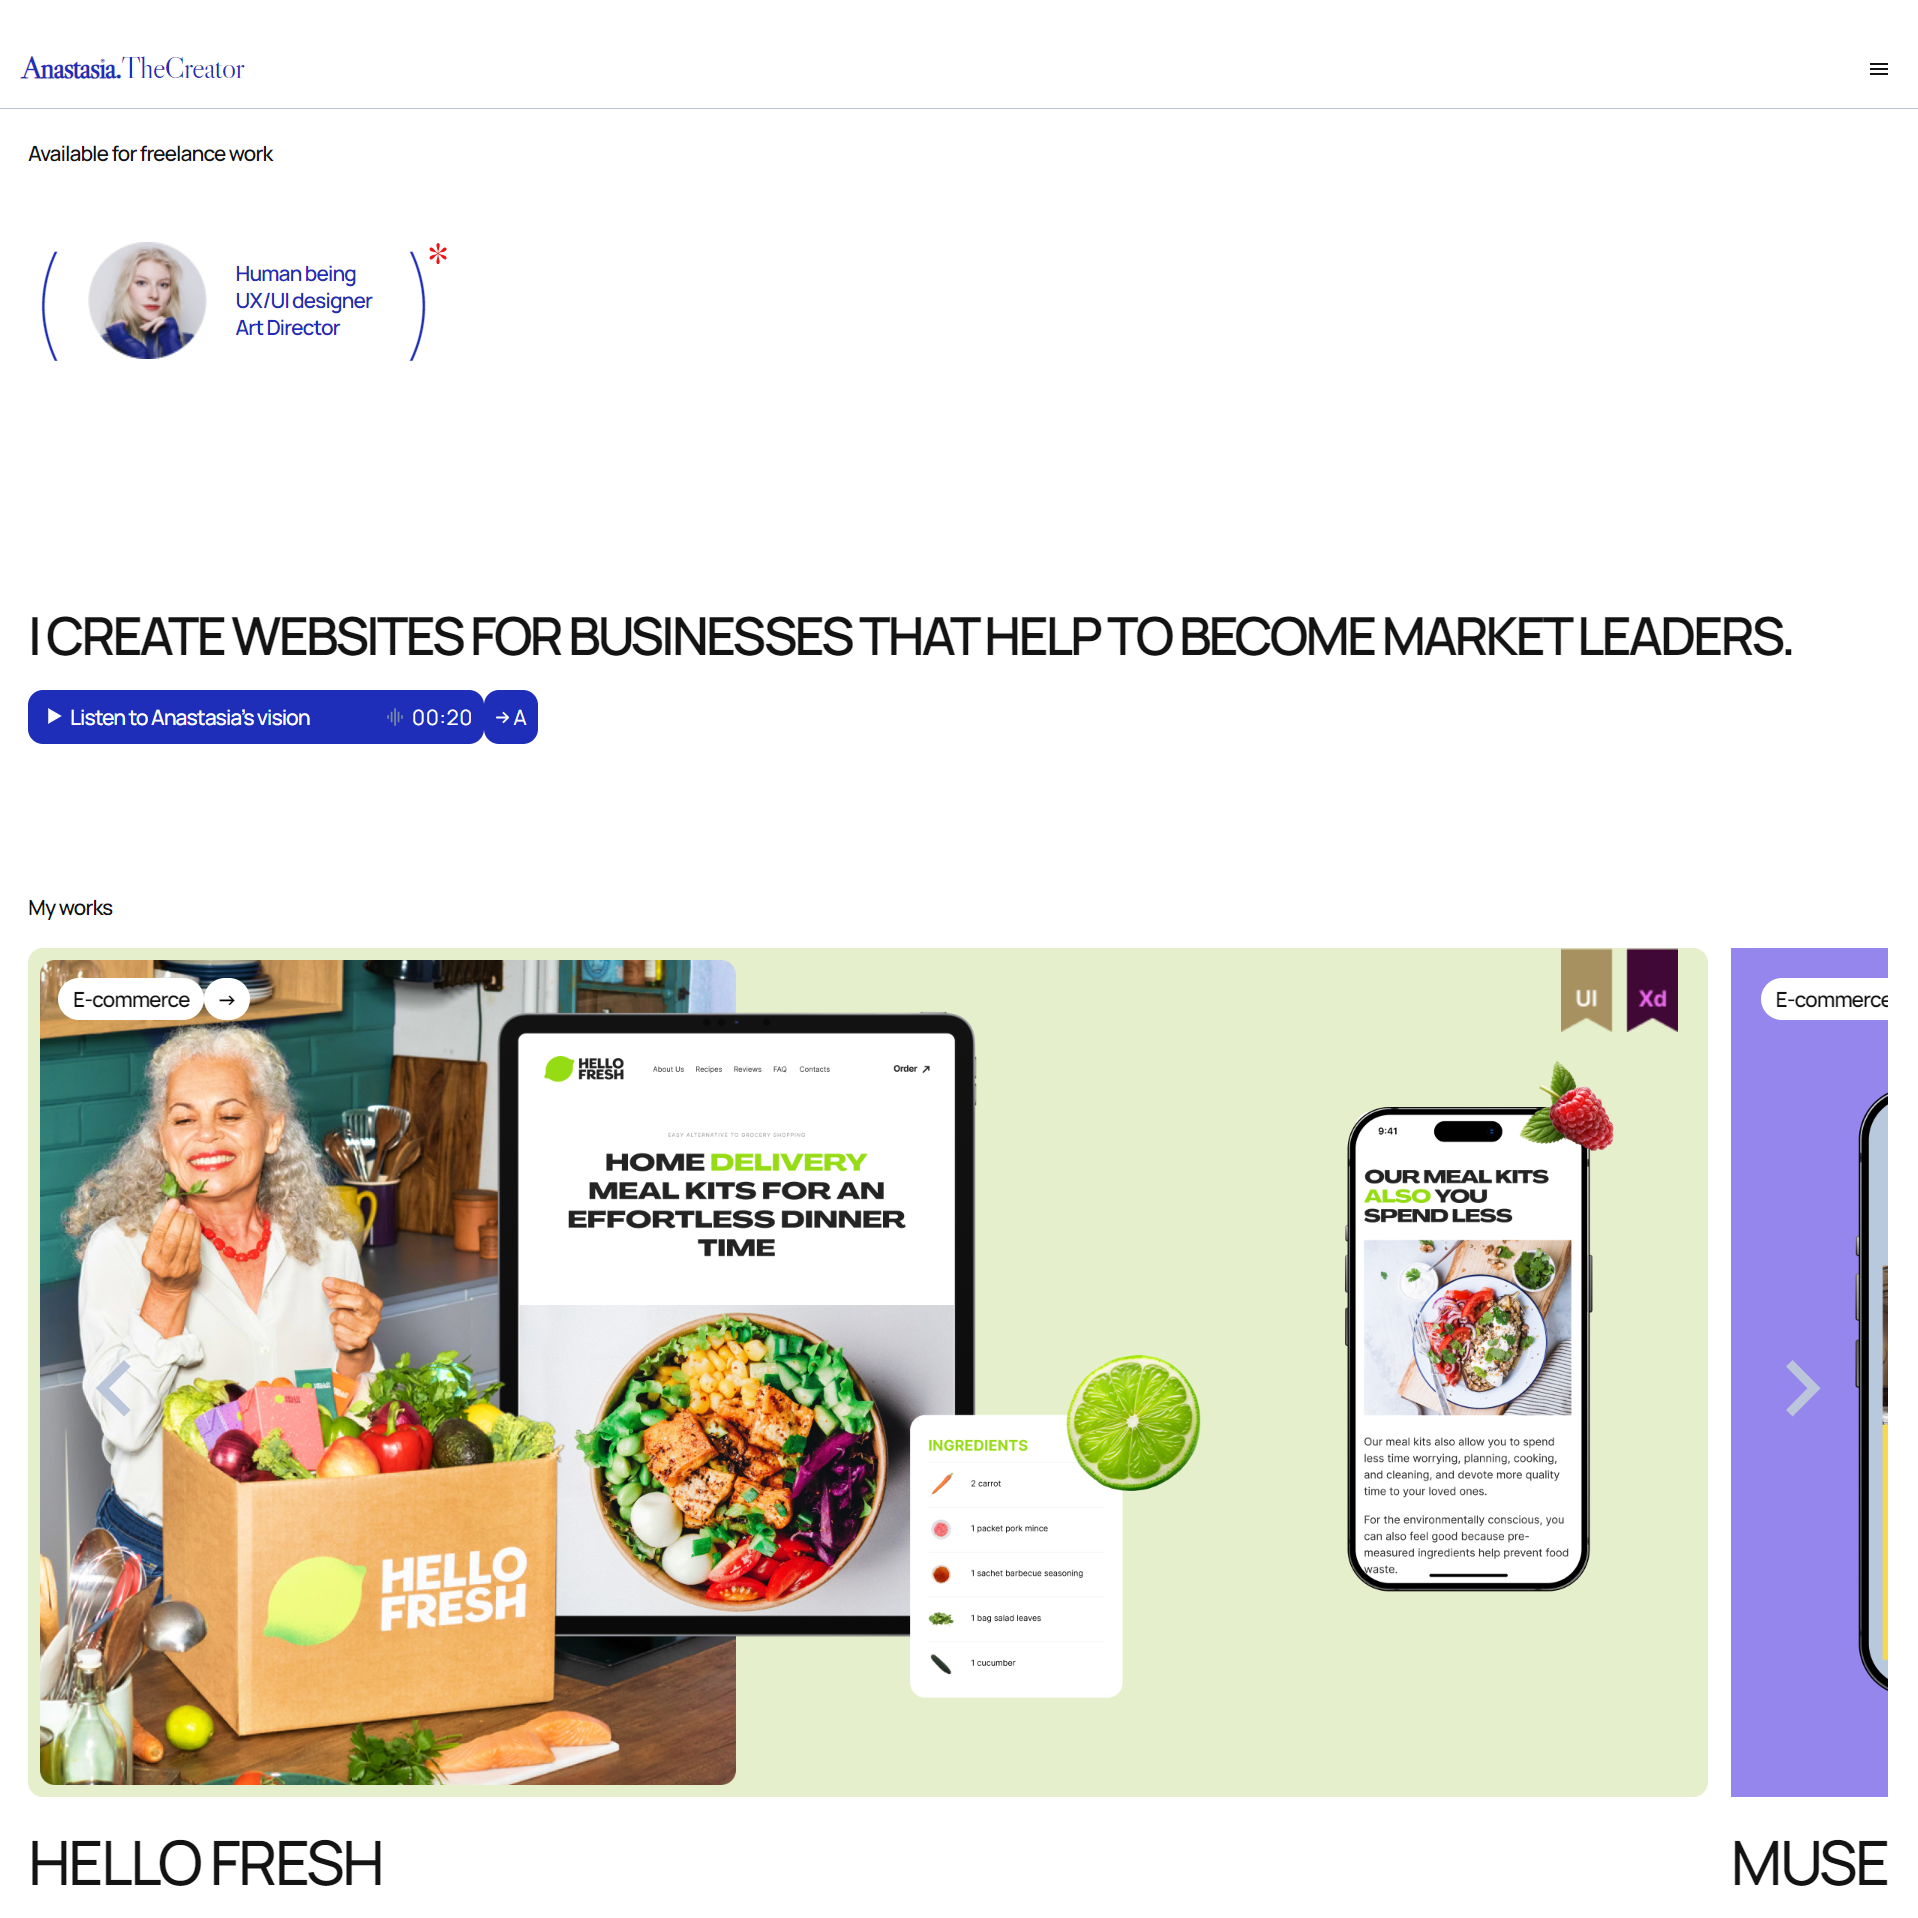 Anastasia.TheCreator
Available for freelance work
Human being
UX/UI designer
Art Director
*
I CREATE WEBSITES FOR BUSINESSES THAT HELP TO BECOME MARKET LEADERS.
Listen to Anastasia's vision 00:20 → A
My works
E-commerce →
UI Xd
HELLO
FRESH
About Us Recipes Reviews FAQ Contacts Order ↗
EASY ALTERNATIVE TO GROCERY SHOPPING
HOME DELIVERY
MEAL KITS FOR AN
EFFORTLESS DINNER
TIME
HELLO
FRESH
INGREDIENTS
2 carrot
1 packet pork mince
1 sachet barbecue seasoning
1 bag salad leaves
1 cucumber
9:41
OUR MEAL KITS
ALSO YOU
SPEND LESS
Our meal kits also allow you to spend
less time worrying, planning, cooking,
and cleaning, and devote more quality
time to your loved ones.
For the environmentally conscious, you
can also feel good because pre-
measured ingredients help prevent food
waste.
E-commerce
HELLO FRESH
MUSE